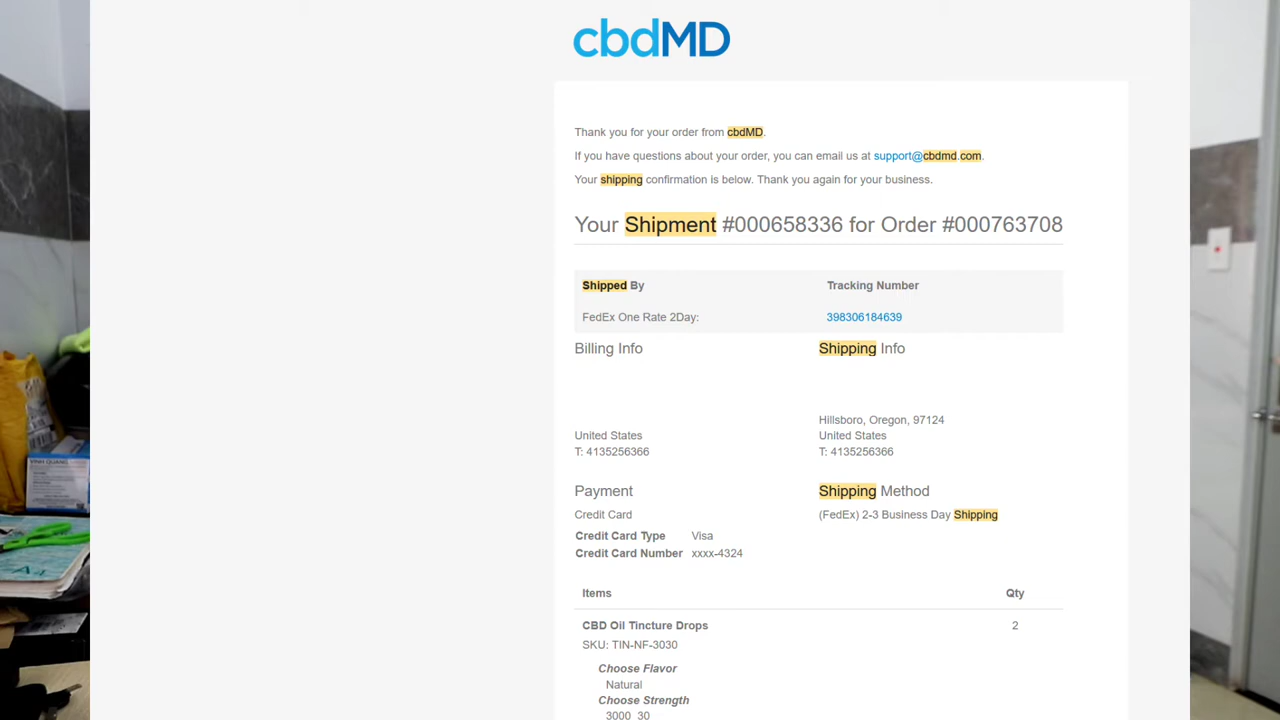 cbdMD
Thank you for your order from cbdMD.
If you have questions about your order, you can email us at support@cbdmd.com.
Your shipping confirmation is below. Thank you again for your business.
Your Shipment #000658336 for Order #000763708
Shipped By Tracking Number
FedEx One Rate 2Day: 398306184639
Billing Info Shipping Info
Hillsboro, Oregon, 97124
United States United States
T: 4135256366 T: 4135256366
Payment Shipping Method
Credit Card (FedEx) 2-3 Business Day Shipping
Credit Card Type Visa
Credit Card Number xxxx-4324
Items Qty
CBD Oil Tincture Drops 2
SKU: TIN-NF-3030
Choose Flavor
Natural
Choose Strength
3000 30
VINH QUANG
A4